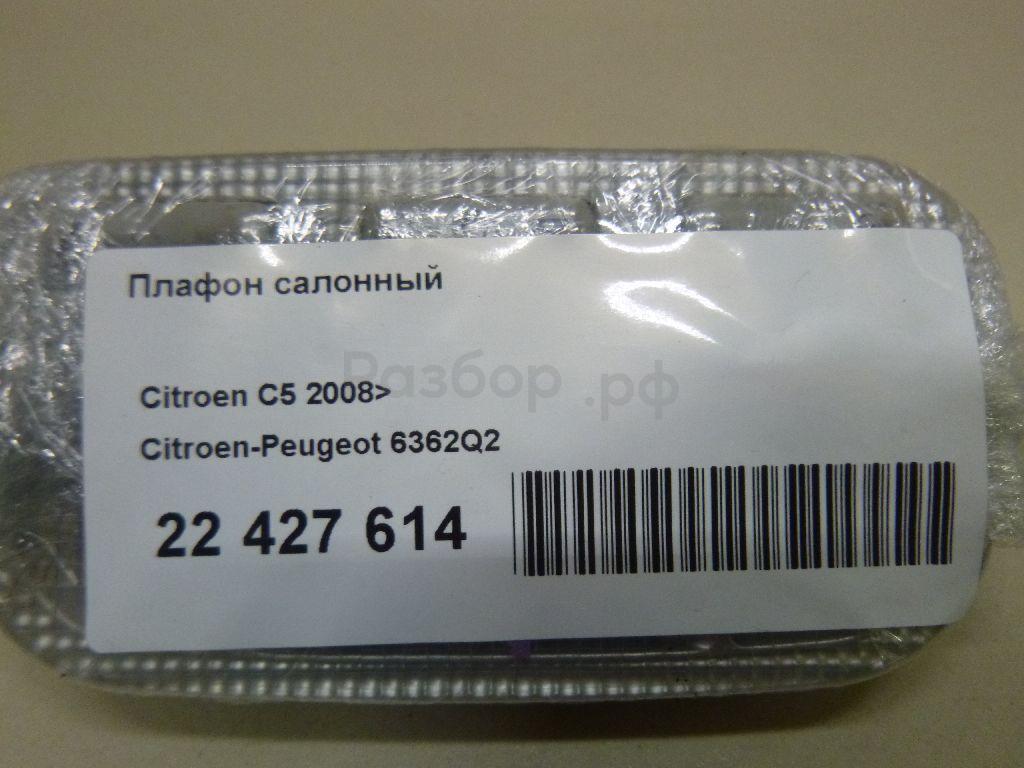 Плафон салонный
Разбор .рф
Citroen C5 2008>
Citroen-Peugeot 6362Q2
22 427 614